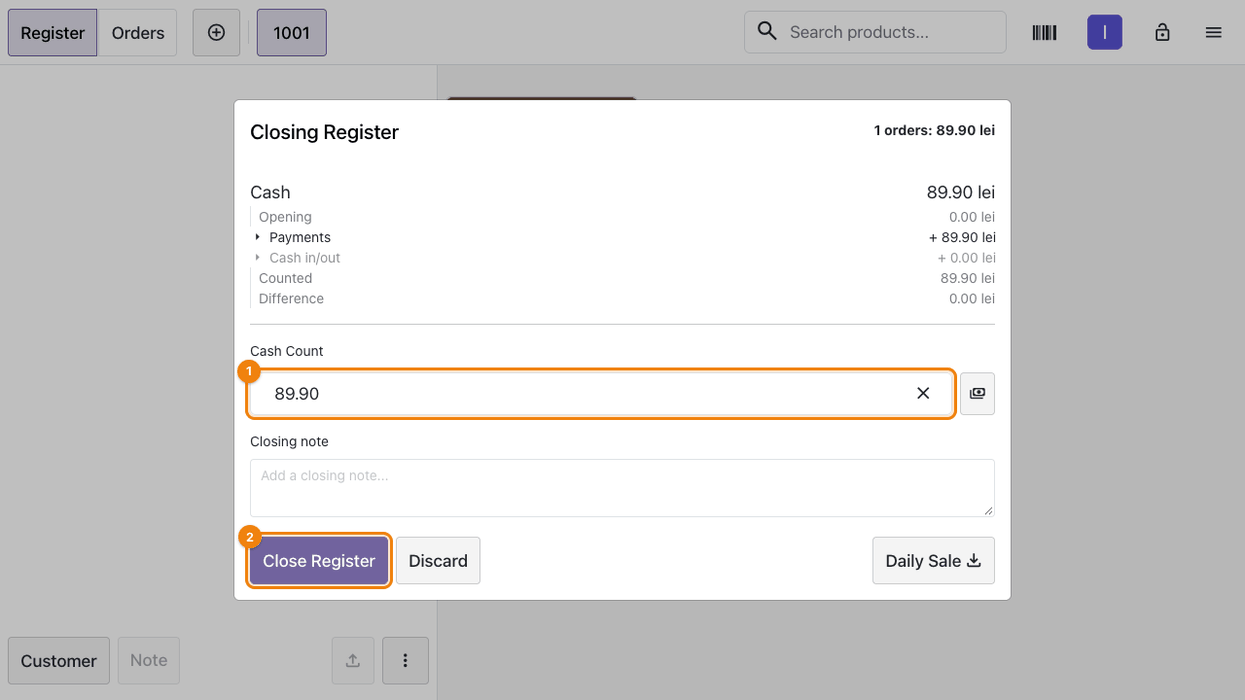 Register Orders 1001 Search products... I
Closing Register 1 orders: 89.90 lei
Cash 89.90 lei
Opening 0.00 lei
Payments + 89.90 lei
Cash in/out + 0.00 lei
Counted 89.90 lei
Difference 0.00 lei
Cash Count
1
89.90
Closing note
Add a closing note...
2
Close Register Discard Daily Sale
Customer Note